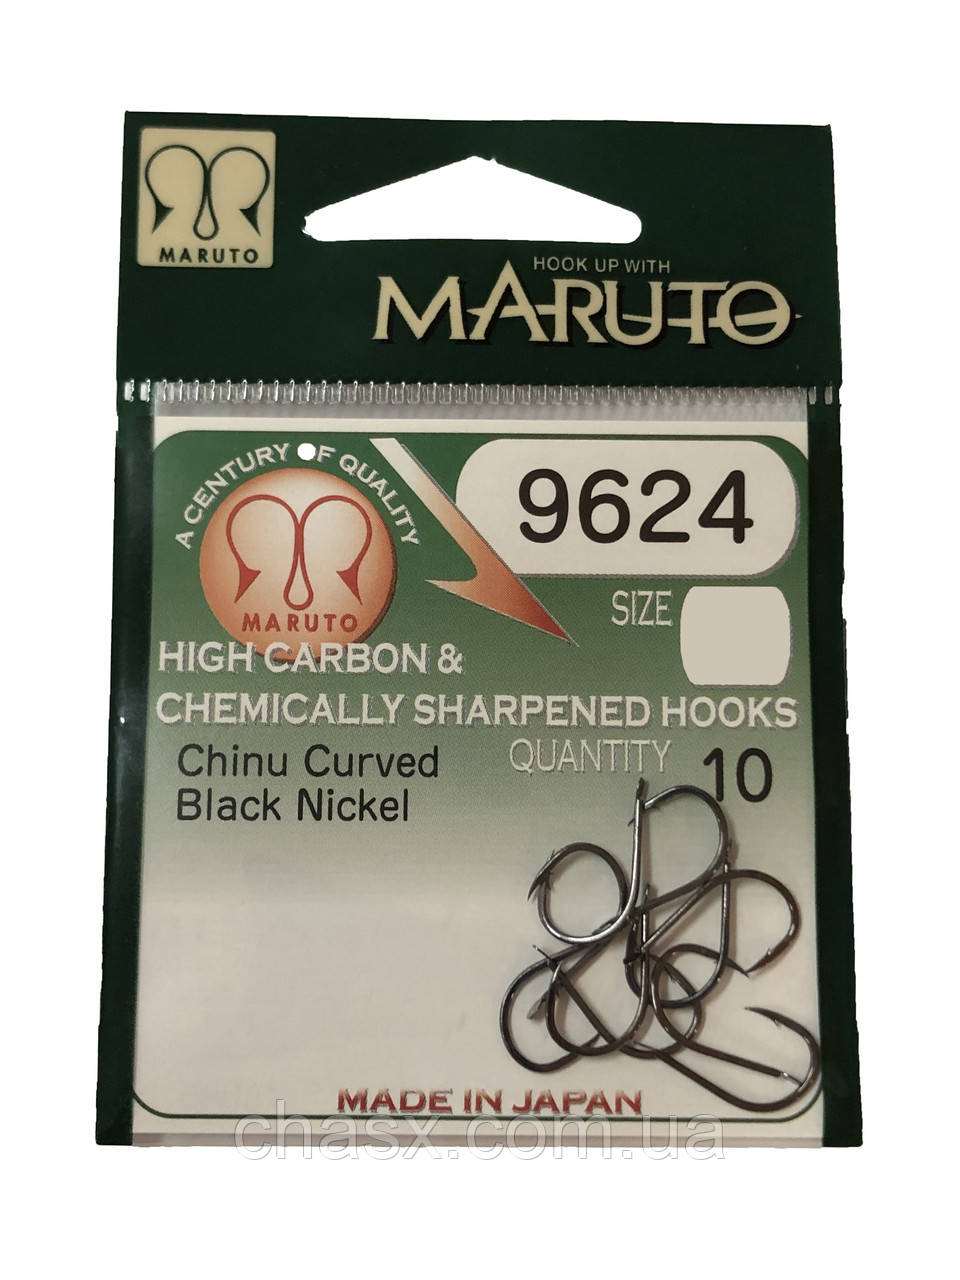 MARUTO
HOOK UP WITH
MARUTO
A CENTURY OF QUALITY
MARUTO
9624
SIZE
HIGH CARBON &
CHEMICALLY SHARPENED HOOKS
QUANTITY 10
Chinu Curved
Black Nickel
MADE IN JAPAN
chasx.com.ua